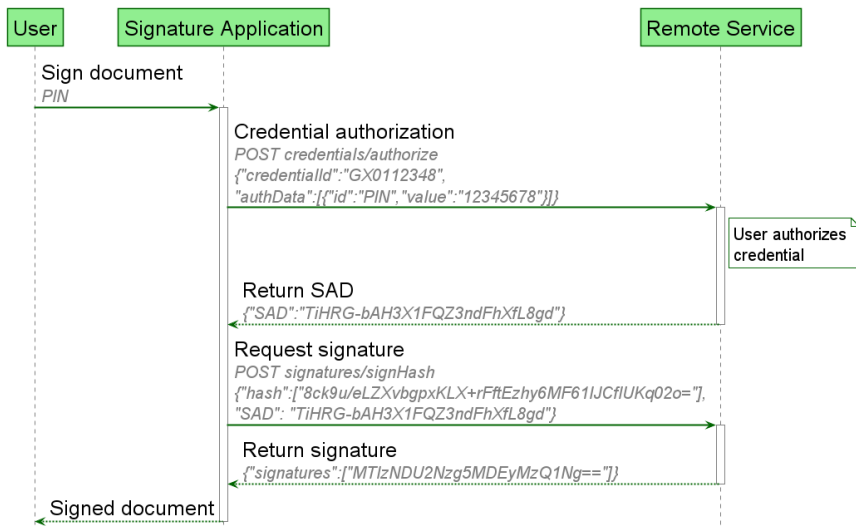 User
Signature Application
Remote Service
Sign document
PIN
Credential authorization
POST credentials/authorize
{"credentialId":"GX0112348",
"authData":[{"id":"PIN","value":"12345678"}]}
User authorizes
credential
Return SAD
{"SAD":"TiHRG-bAH3X1FQZ3ndFhXfL8gd"}
Request signature
POST signatures/signHash
{"hash":["8ck9u/eLZXvbgpxKLX+rFftEzhy6MF61IJCflUKq02o="],
"SAD": "TiHRG-bAH3X1FQZ3ndFhXfL8gd"}
Return signature
{"signatures":["MTIzNDU2Nzg5MDEyMzQ1Ng=="]}
Signed document